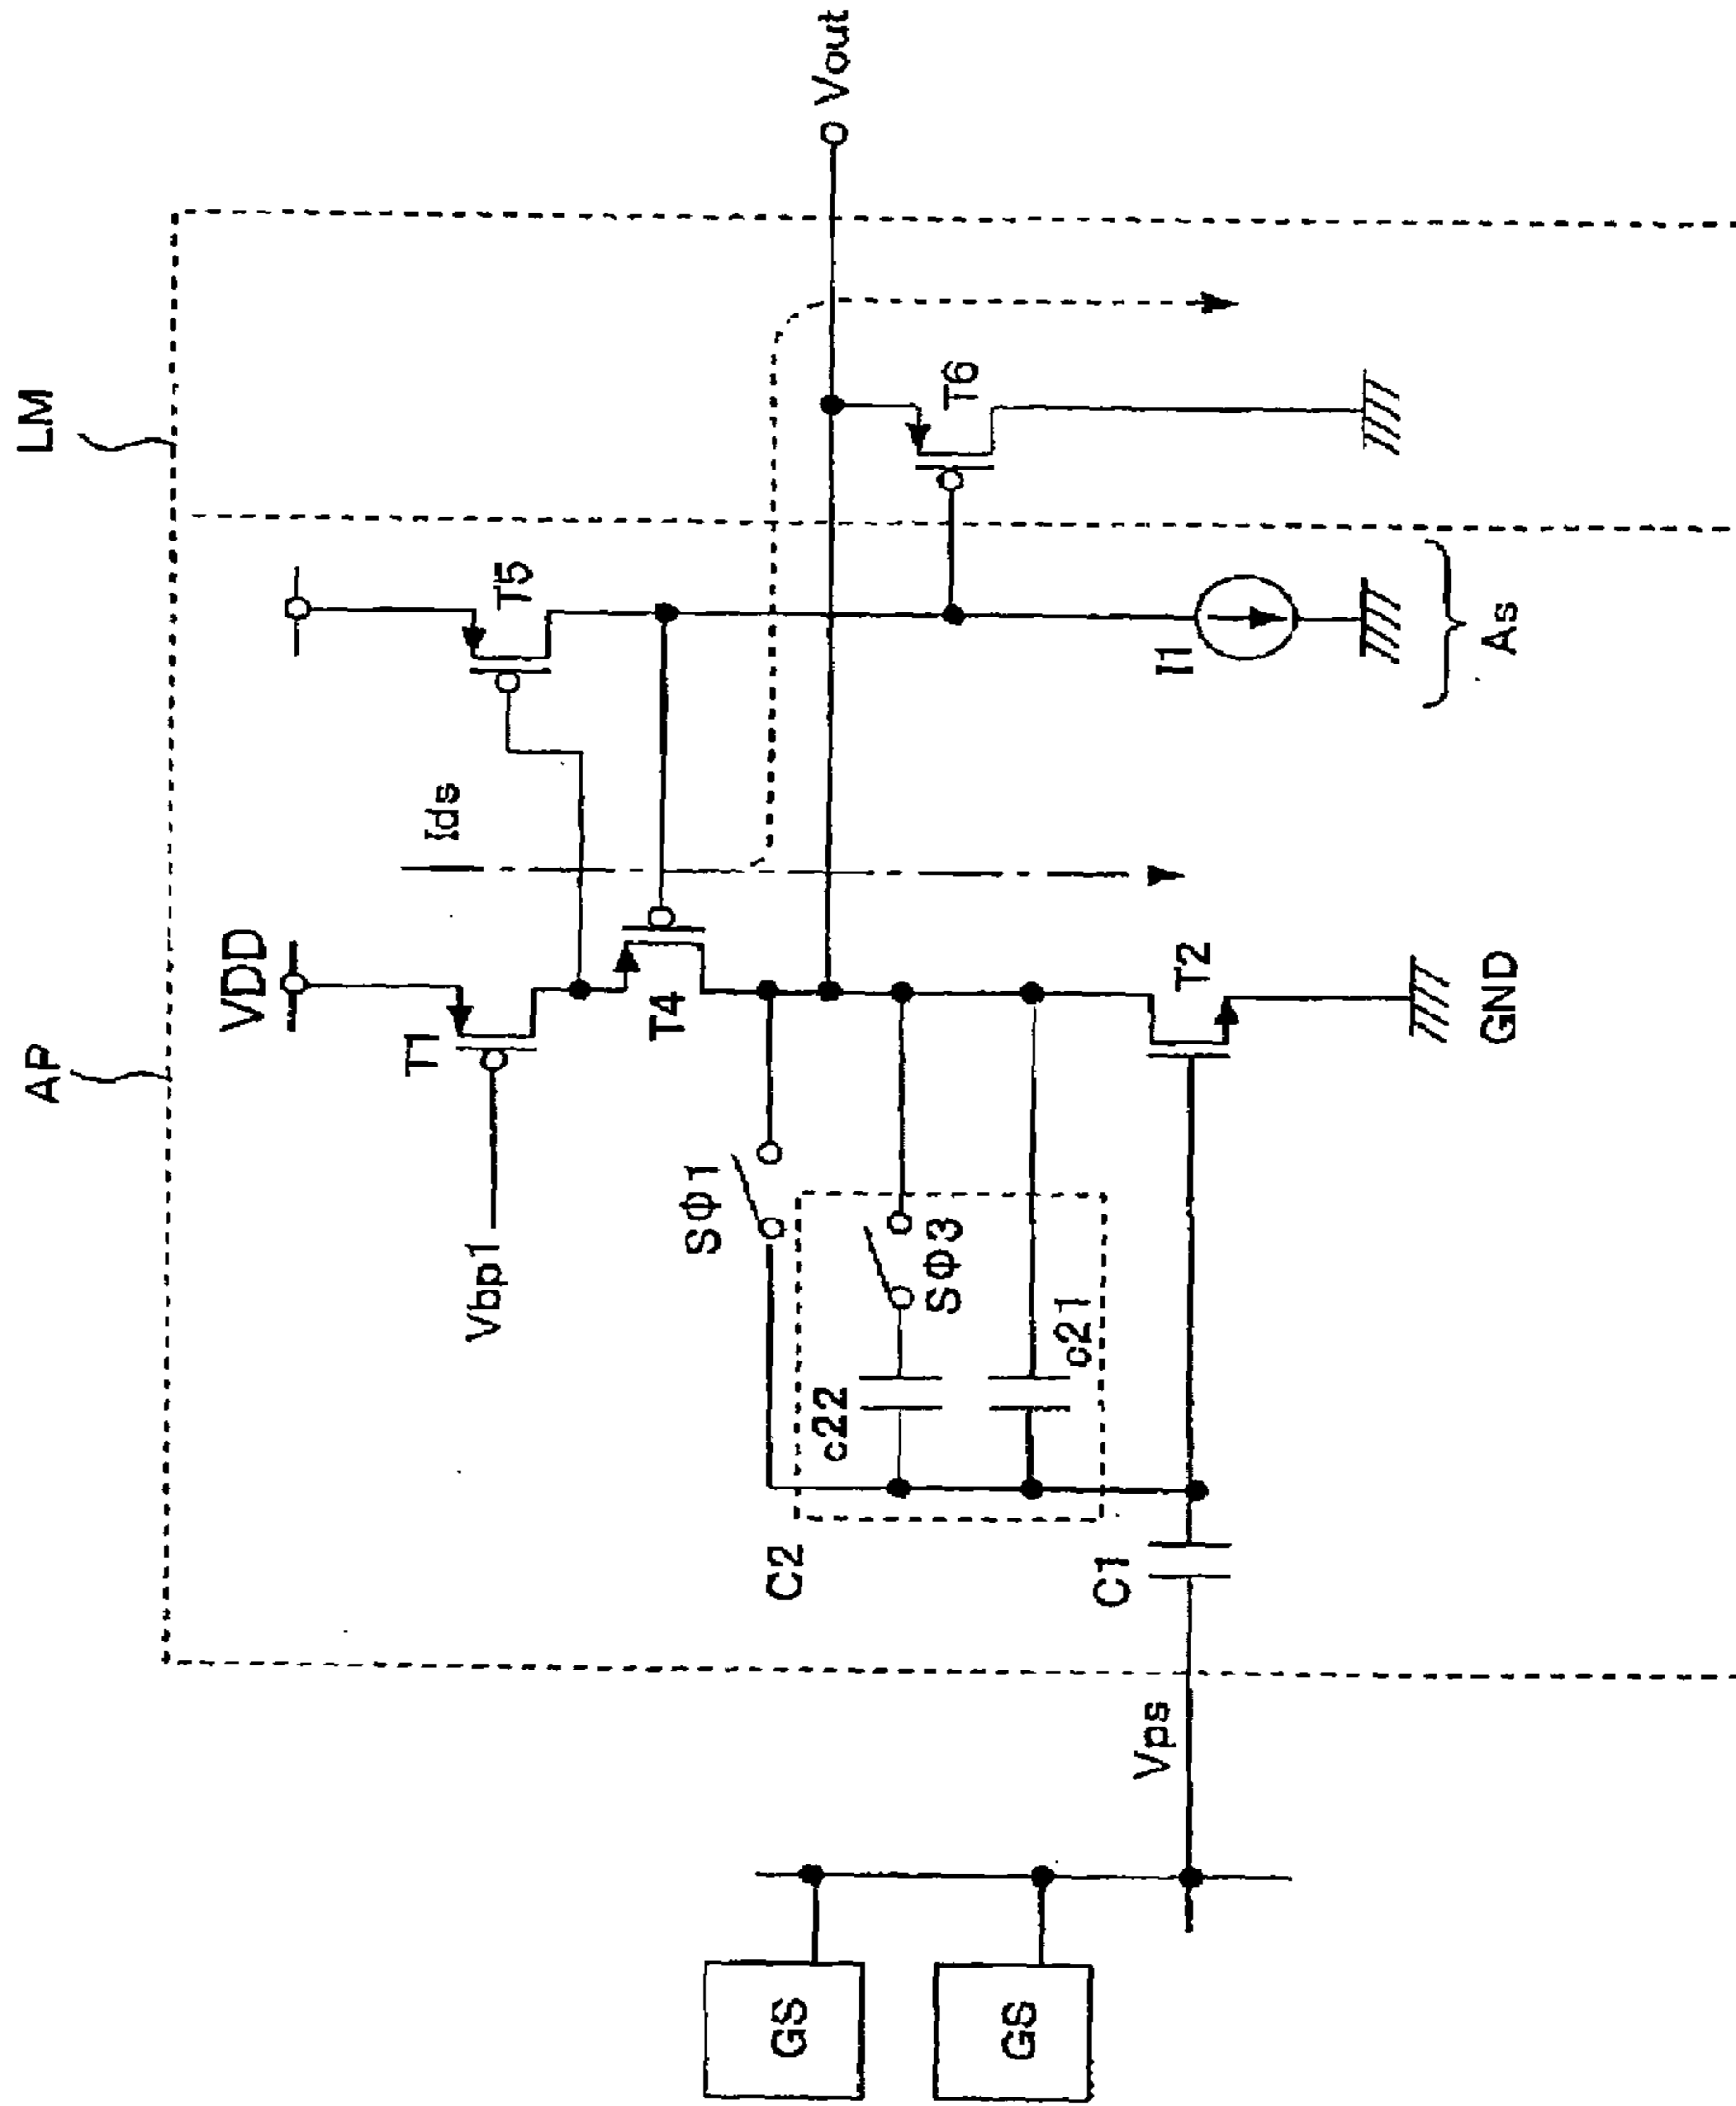 AP
LM
VDD
T1
Vbp1
Ids
T5
T4
SΦ1
Vout
C2
c22
SΦ3
c21
T6
C1
T2
I1
Vps
GS
GS
GND
As